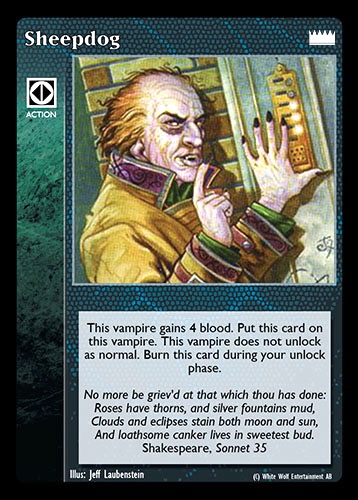 Sheepdog
ACTION
This vampire gains 4 blood. Put this card on
this vampire. This vampire does not unlock
as normal. Burn this card during your unlock
phase.
No more be griev'd at that which thou has done:
Roses have thorns, and silver fountains mud,
Clouds and eclipses stain both moon and sun,
And loathsome canker lives in sweetest bud.
Shakespeare, Sonnet 35
Illus: Jeff Laubenstein
(C) White Wolf Entertainment AB